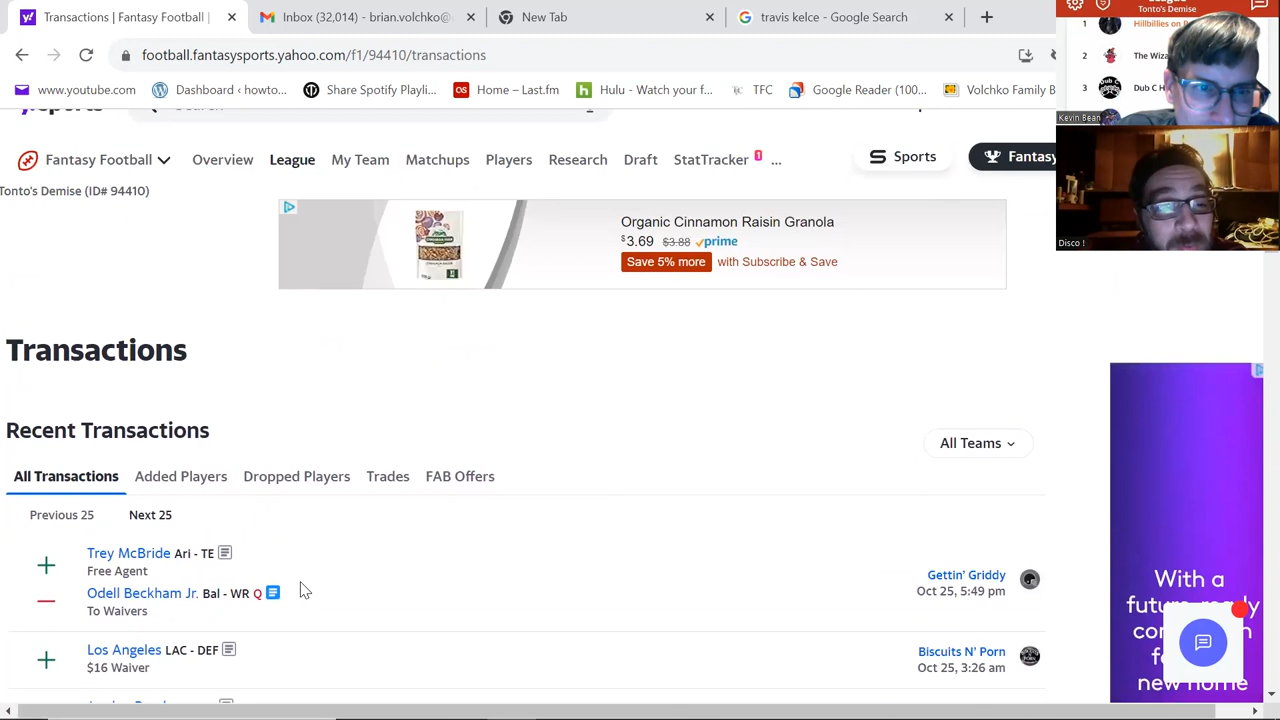 Transactions | Fantasy Football |
Inbox (32,014) - brian.volchko@
New Tab
travis kelce - Google Search
football.fantasysports.yahoo.com/f1/94410/transactions
www.youtube.com
Dashboard ‹ howto...
Share Spotify Playli...
Home – Last.fm
Hulu - Watch your f...
TFC
Google Reader (100...
Volchko Family B
Fantasy Football
Overview
League
My Team
Matchups
Players
Research
Draft
StatTracker
1
...
Sports
Fantasy
Tonto's Demise (ID# 94410)
Organic Cinnamon Raisin Granola
$3.69 $3.88 prime
Save 5% more with Subscribe & Save
Transactions
Recent Transactions
All Teams
All Transactions
Added Players
Dropped Players
Trades
FAB Offers
Previous 25
Next 25
Trey McBride Ari - TE
Free Agent
Odell Beckham Jr. Bal - WR Q
To Waivers
Gettin' Griddy
Oct 25, 5:49 pm
Los Angeles LAC - DEF
$16 Waiver
Biscuits N' Porn
Oct 25, 3:26 am
Tonto's Demise
1 Hillbillies on
2 The Wiza
3 Dub C H
Kevin Bean
Disco !
With a
new home